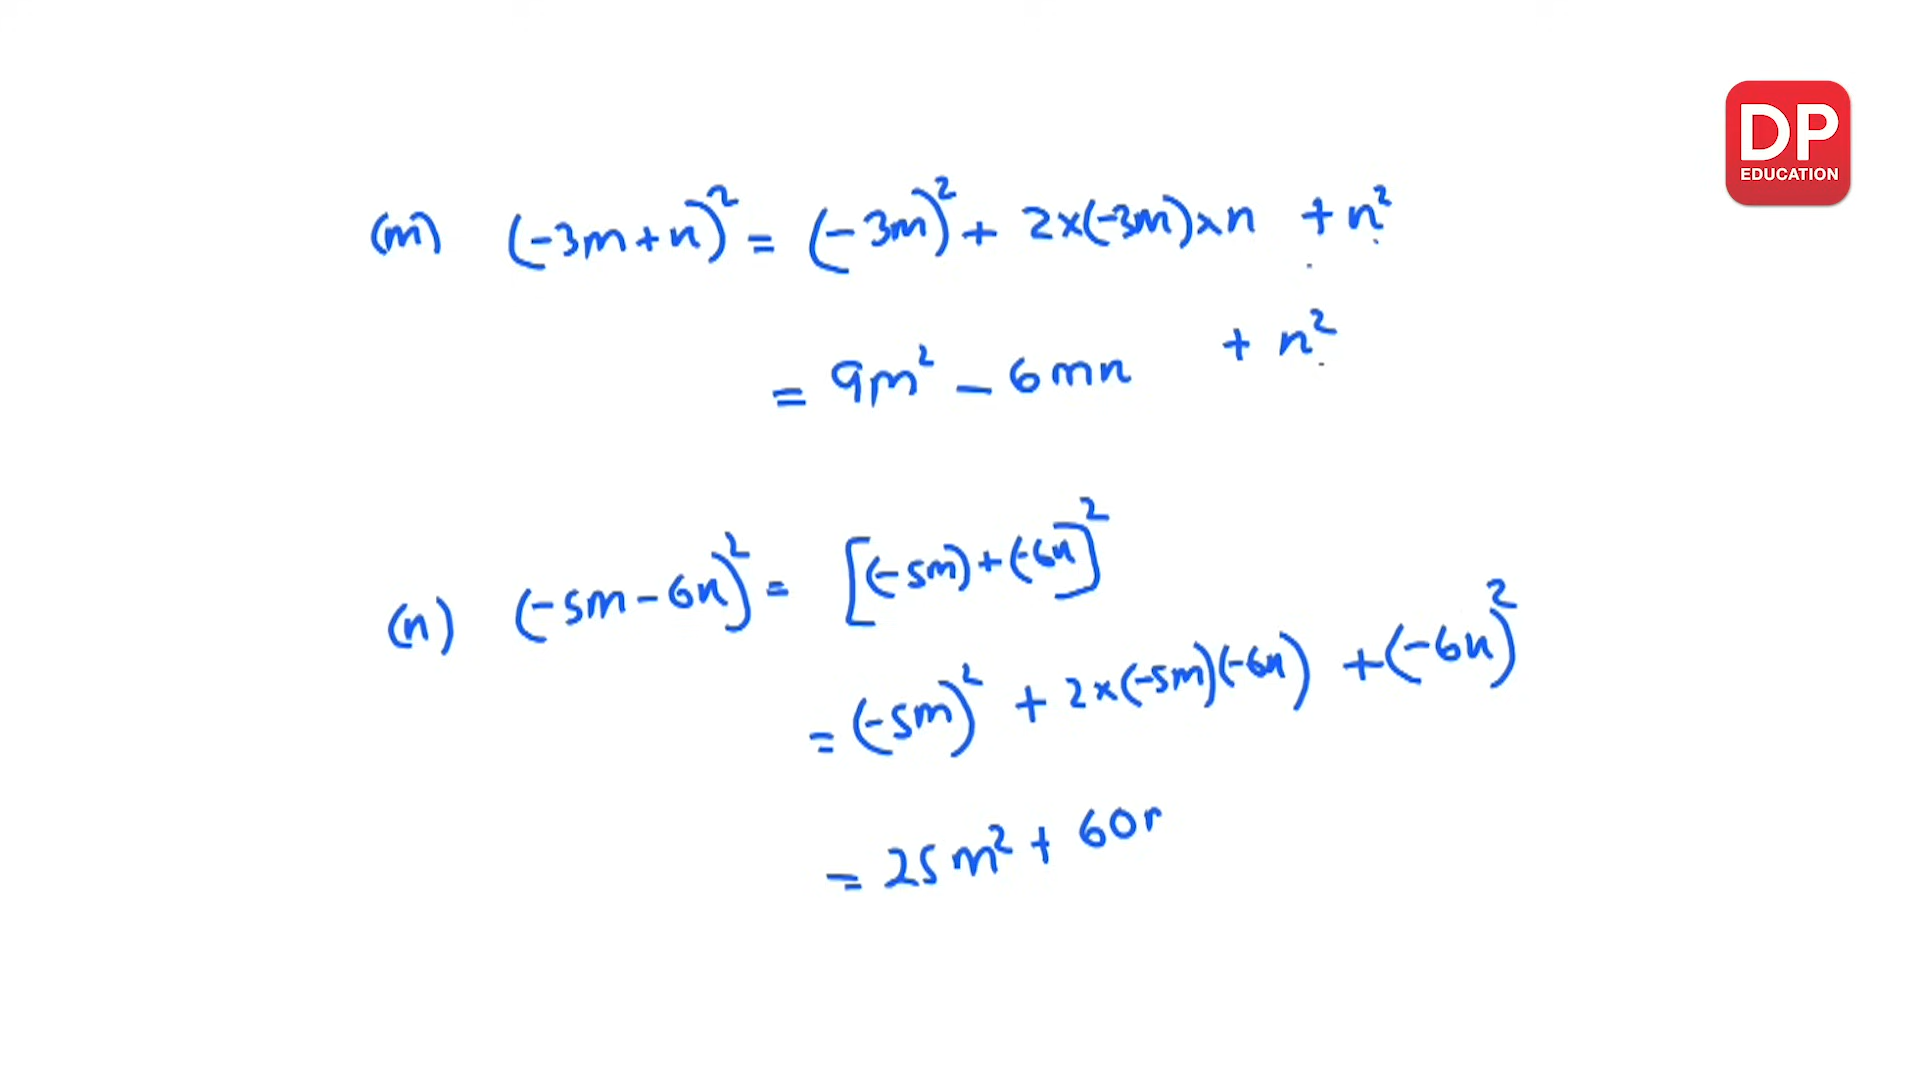 DP
EDUCATION
(m) (-3m+n)² = (-3m)² + 2×(-3m)×n + n²
= 9m² - 6mn + n²
(n) (-5m-6n)² = [(-5m)+(-6n]²
= (-5m)² + 2×(-5m)(-6n) + (-6n)²
= 25m² + 60r